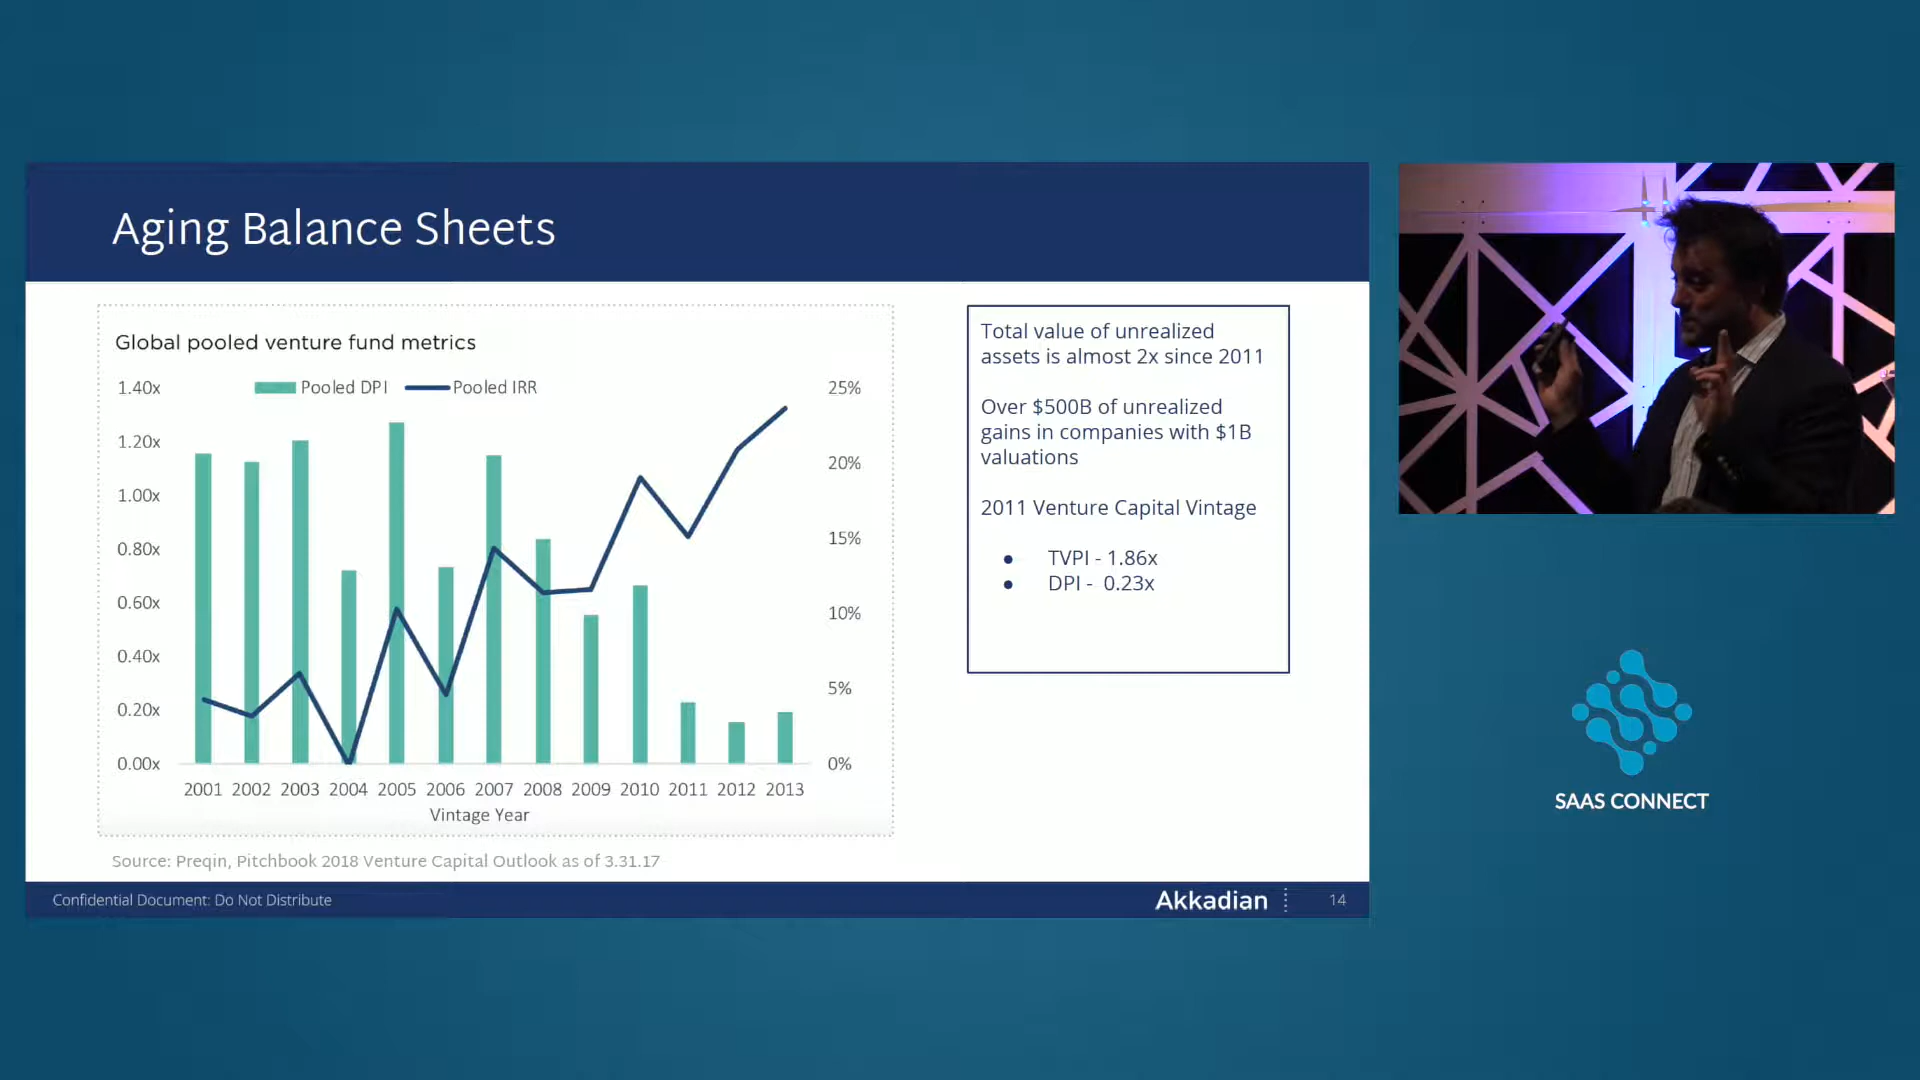 Aging Balance Sheets
Global pooled venture fund metrics
Pooled DPI Pooled IRR
1.40x
1.20x
1.00x
0.80x
0.60x
0.40x
0.20x
0.00x
25%
20%
15%
10%
5%
0%
2001 2002 2003 2004 2005 2006 2007 2008 2009 2010 2011 2012 2013
Vintage Year
Source: Preqin, Pitchbook 2018 Venture Capital Outlook as of 3.31.17
Total value of unrealized
assets is almost 2x since 2011
Over $500B of unrealized
gains in companies with $1B
valuations
2011 Venture Capital Vintage
● TVPI - 1.86x
● DPI - 0.23x
Confidential Document: Do Not Distribute
Akkadian
14
SAAS CONNECT